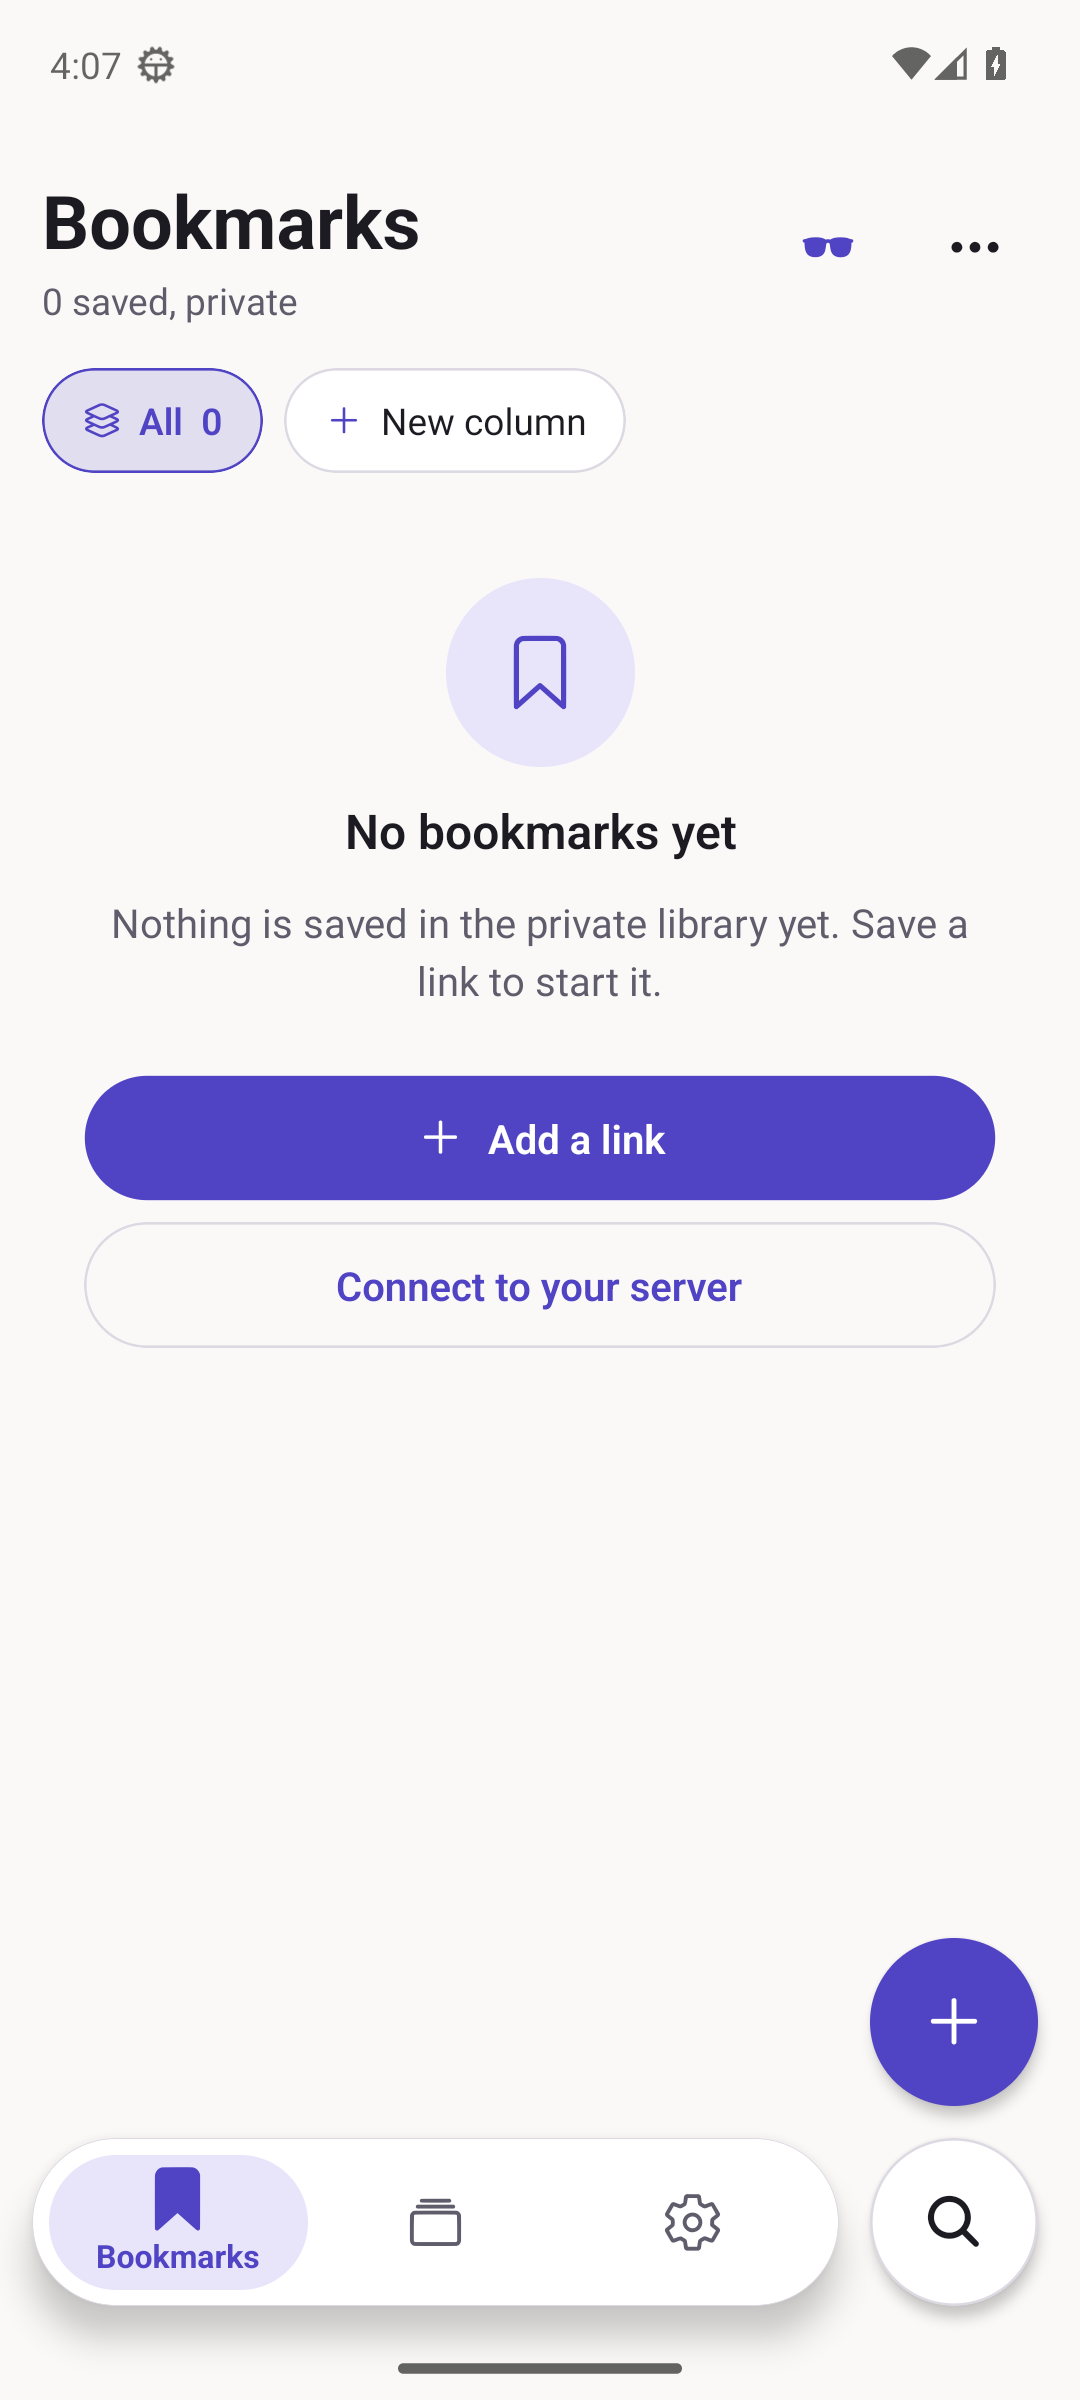 4:07
Bookmarks
0 saved, private
All 0
New column
No bookmarks yet
Nothing is saved in the private library yet. Save a
link to start it.
Add a link
Connect to your server
Bookmarks